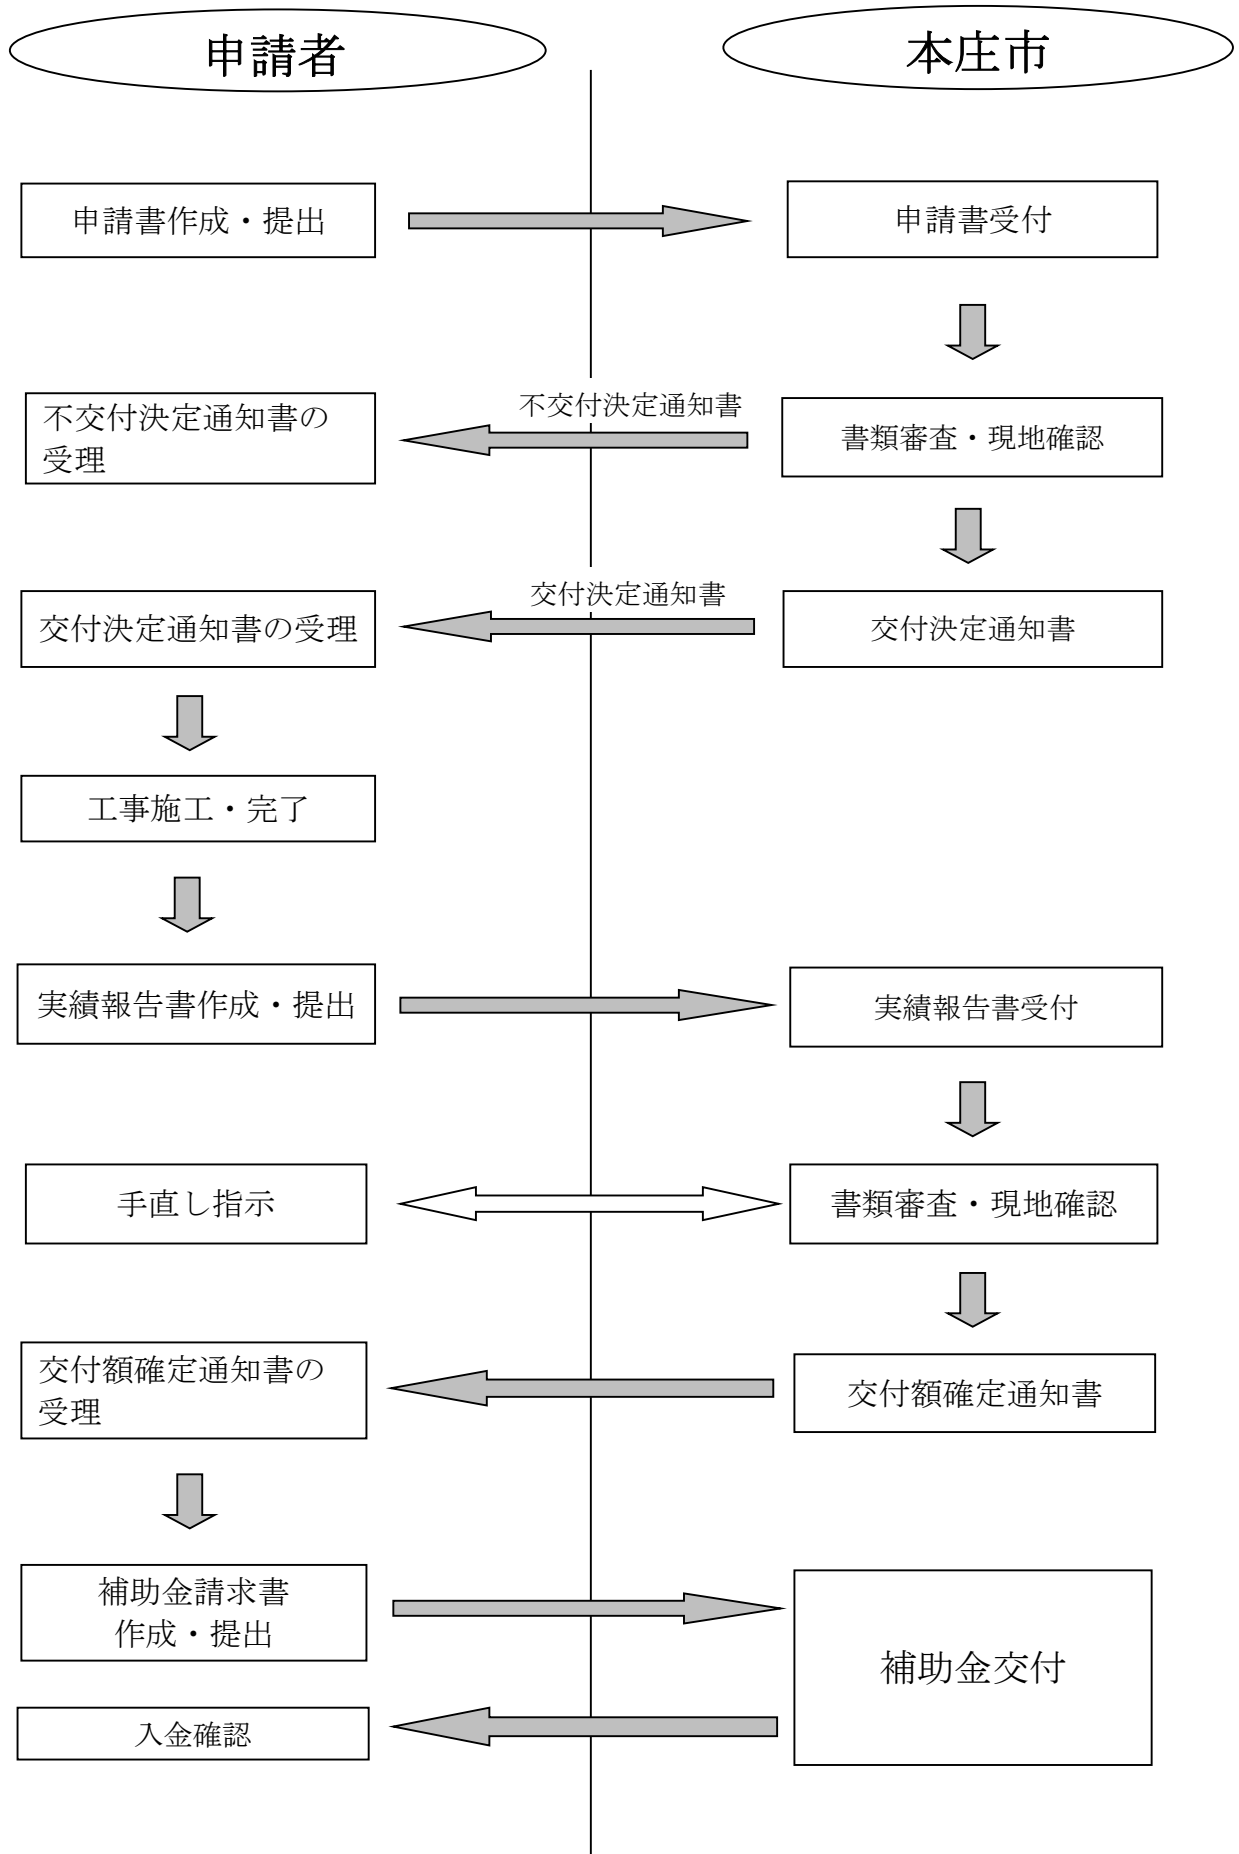 申請者
本庄市
申請書作成・提出
申請書受付
不交付決定通知書の
受理
不交付決定通知書
書類審査・現地確認
交付決定通知書の受理
交付決定通知書
交付決定通知書
工事施工・完了
実績報告書作成・提出
実績報告書受付
手直し指示
書類審査・現地確認
交付額確定通知書の
受理
交付額確定通知書
補助金請求書
作成・提出
補助金交付
入金確認